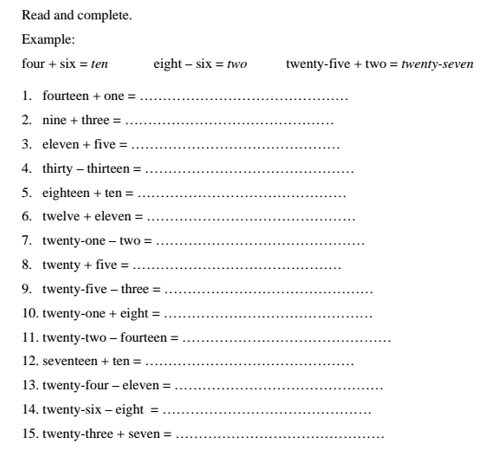 Read and complete.
Example:
four + six = ten eight – six = two twenty-five + two = twenty-seven
1. fourteen + one = ……………………………………
2. nine + three = ……………………………………
3. eleven + five = ……………………………………
4. thirty – thirteen = ……………………………………
5. eighteen + ten = ……………………………………
6. twelve + eleven = ……………………………………
7. twenty-one – two = ……………………………………
8. twenty + five = ……………………………………
9. twenty-five – three = ……………………………………
10. twenty-one + eight = ……………………………………
11. twenty-two – fourteen = ……………………………………
12. seventeen + ten = ……………………………………
13. twenty-four – eleven = ……………………………………
14. twenty-six – eight = ……………………………………
15. twenty-three + seven = ……………………………………